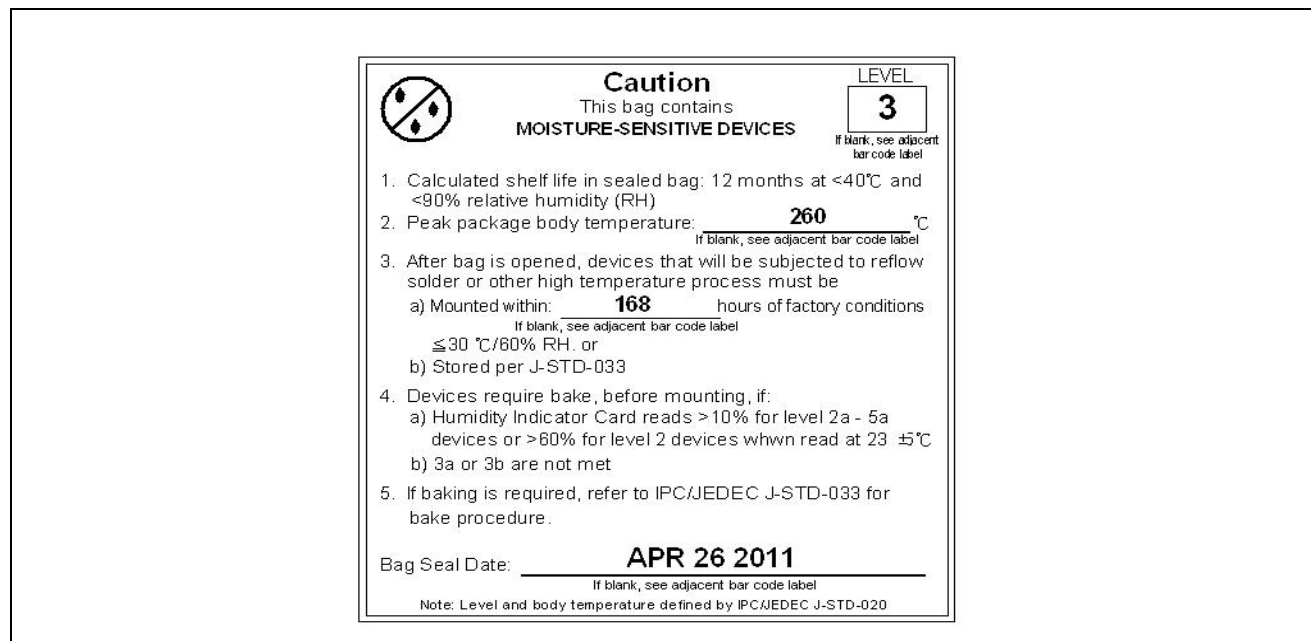 Caution
LEVEL
This bag contains
3
MOISTURE-SENSITIVE DEVICES
If blank, see adjacent
bar code label
1. Calculated shelf life in sealed bag: 12 months at <40℃ and
<90% relative humidity (RH)
2. Peak package body temperature: 260 ℃
If blank, see adjacent bar code label
3. After bag is opened, devices that will be subjected to reflow
solder or other high temperature process must be
a) Mounted within: 168 hours of factory conditions
If blank, see adjacent bar code label
≦30 ℃/60% RH. or
b) Stored per J-STD-033
4. Devices require bake, before mounting, if:
a) Humidity Indicator Card reads >10% for level 2a - 5a
devices or >60% for level 2 devices whwn read at 23 ±5℃
b) 3a or 3b are not met
5. If baking is required, refer to IPC/JEDEC J-STD-033 for
bake procedure.
Bag Seal Date: APR 26 2011
If blank, see adjacent bar code label
Note: Level and body temperature defined by IPC/JEDEC J-STD-020